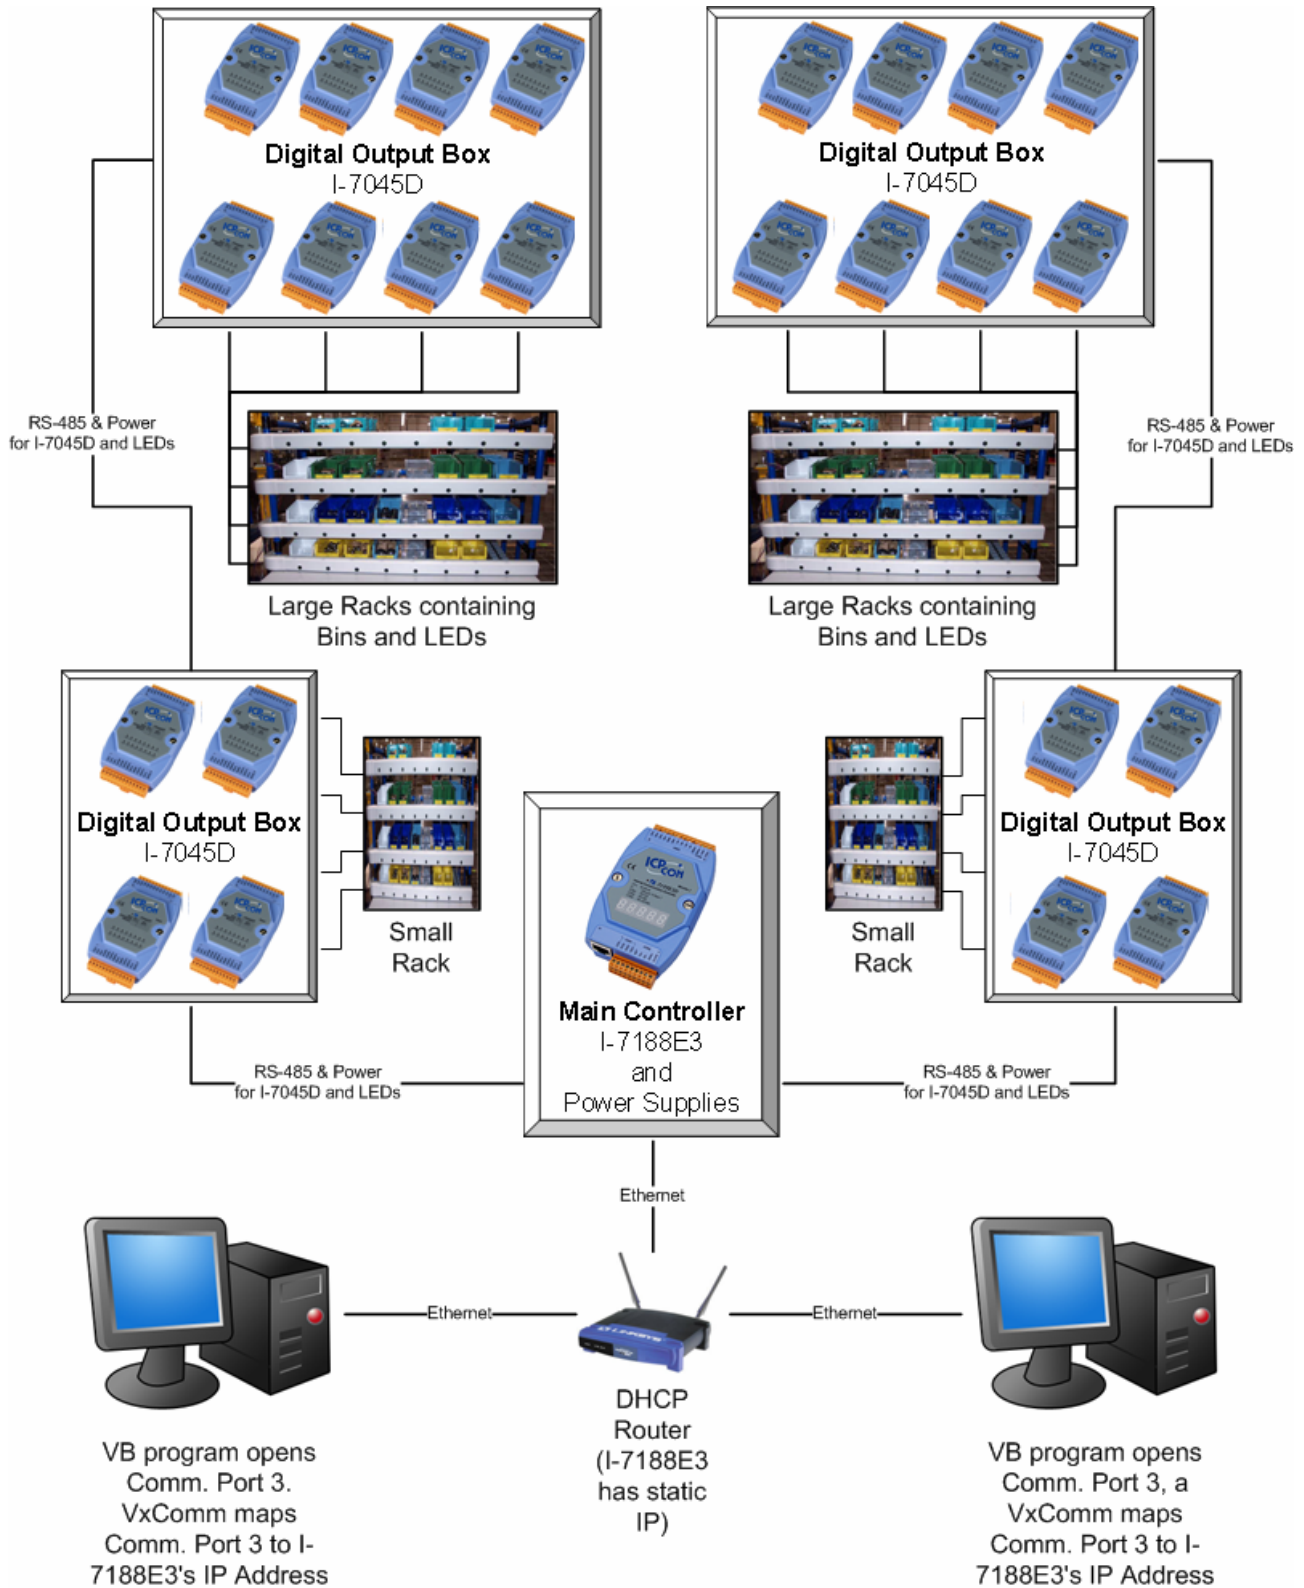 Digital Output Box
I-7045D
Digital Output Box
I-7045D
RS-485 & Power
for I-7045D and LEDs
RS-485 & Power
for I-7045D and LEDs
Large Racks containing
Bins and LEDs
Large Racks containing
Bins and LEDs
Digital Output Box
I-7045D
Small
Rack
ICP
CON
Main Controller
I-7188E3
and
Power Supplies
Small
Rack
Digital Output Box
I-7045D
RS-485 & Power
for I-7045D and LEDs
RS-485 & Power
for I-7045D and LEDs
Ethernet
Ethernet
LINKSYS
Ethernet
DHCP
Router
(I-7188E3
has static
IP)
VB program opens
Comm. Port 3.
VxComm maps
Comm. Port 3 to I-
7188E3's IP Address
VB program opens
Comm. Port 3, a
VxComm maps
Comm. Port 3 to I-
7188E3's IP Address